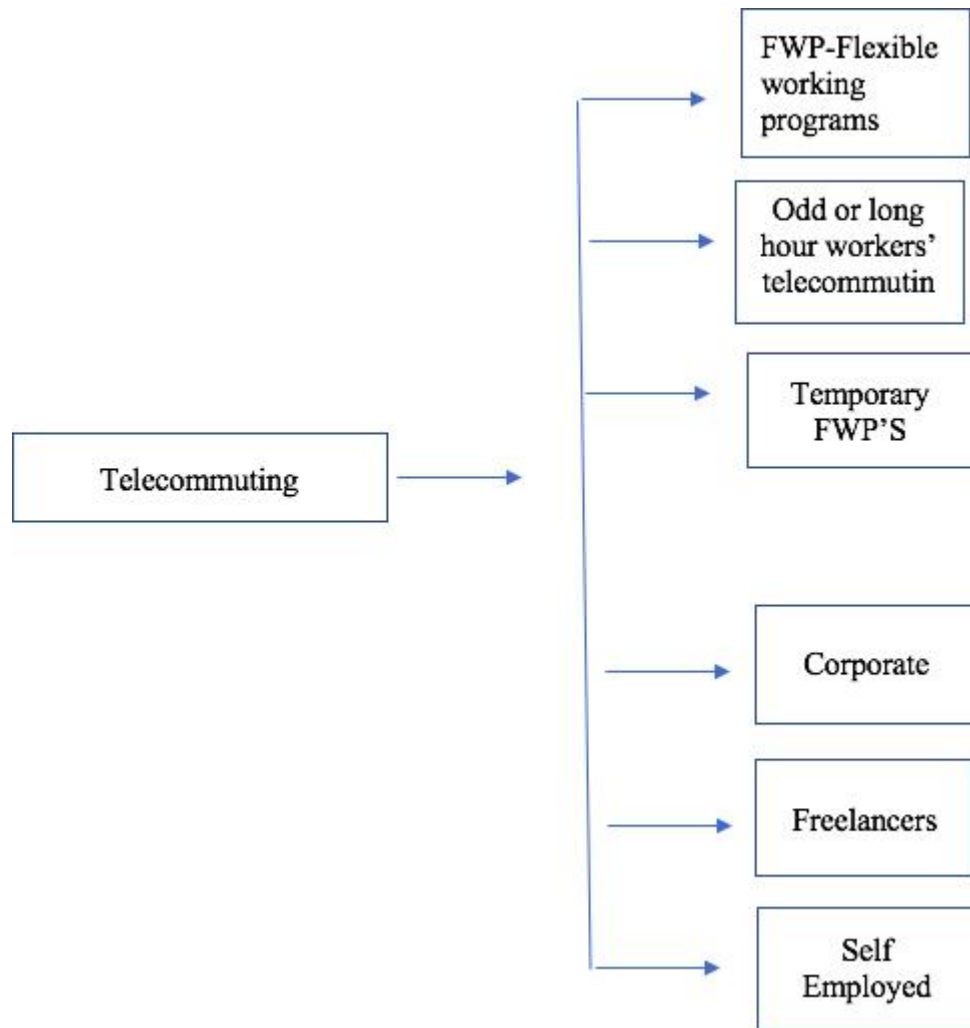 FWP-Flexible
working
programs
Odd or long
hour workers’
telecommutin
Temporary
FWP’S
Telecommuting
Corporate
Freelancers
Self
Employed